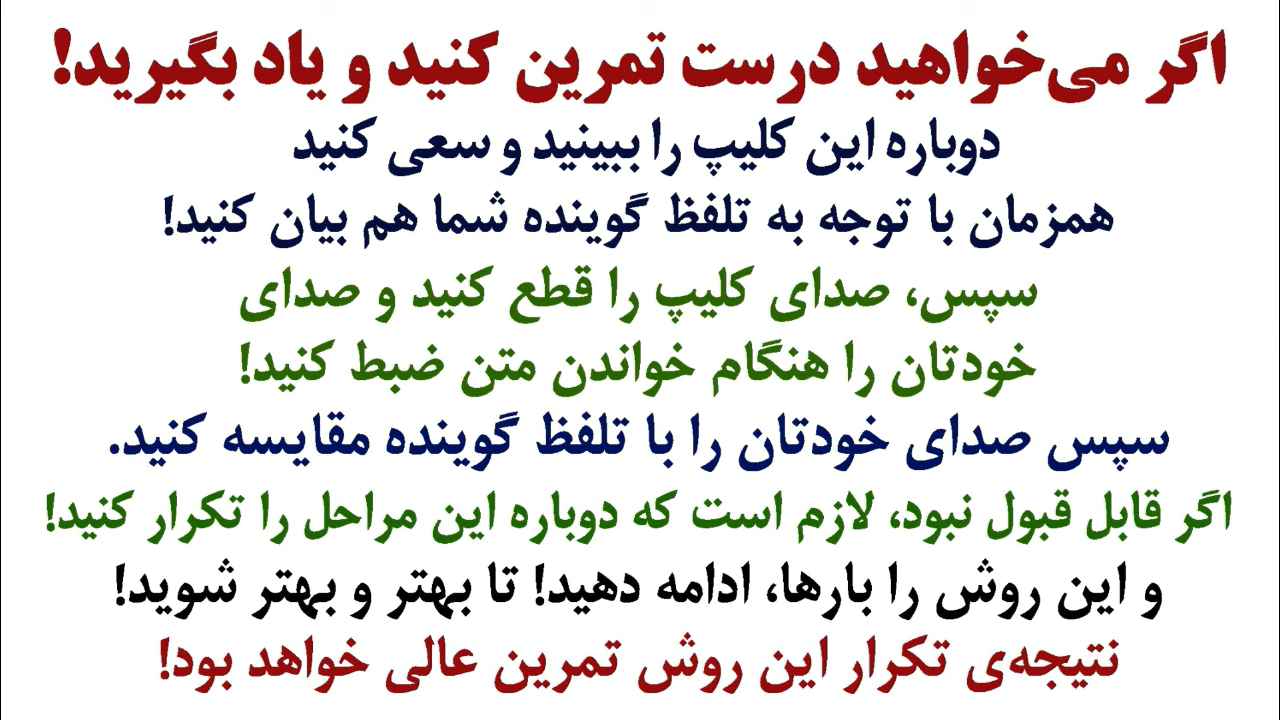 اگر می‌خواهید درست تمرین کنید و یاد بگیرید!
دوباره این کلیپ را ببینید و سعی کنید
همزمان با توجه به تلفظ گوینده شما هم بیان کنید!
سپس، صدای کلیپ را قطع کنید و صدای
خودتان را هنگام خواندن متن ضبط کنید!
سپس صدای خودتان را با تلفظ گوینده مقایسه کنید.
اگر قابل قبول نبود، لازم است که دوباره این مراحل را تکرار کنید!
و این روش را بارها، ادامه دهید! تا بهتر و بهتر شوید!
نتیجه‌ی تکرار این روش تمرین عالی خواهد بود!